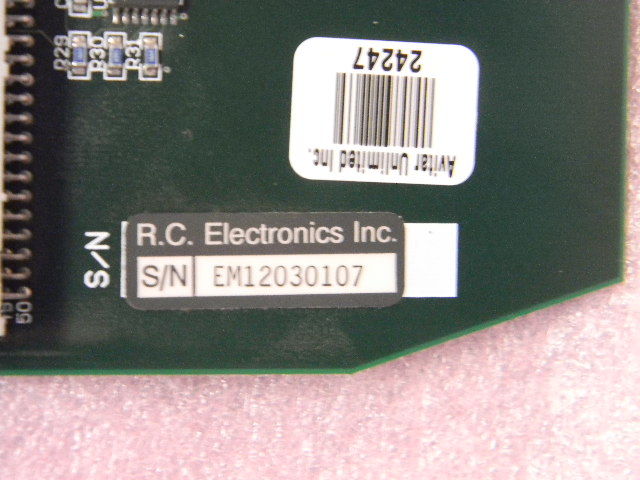 R29
R30
R31
Avitar Unlimited Inc.
24247
S/N
R.C. Electronics Inc.
S/N EM12030107
50